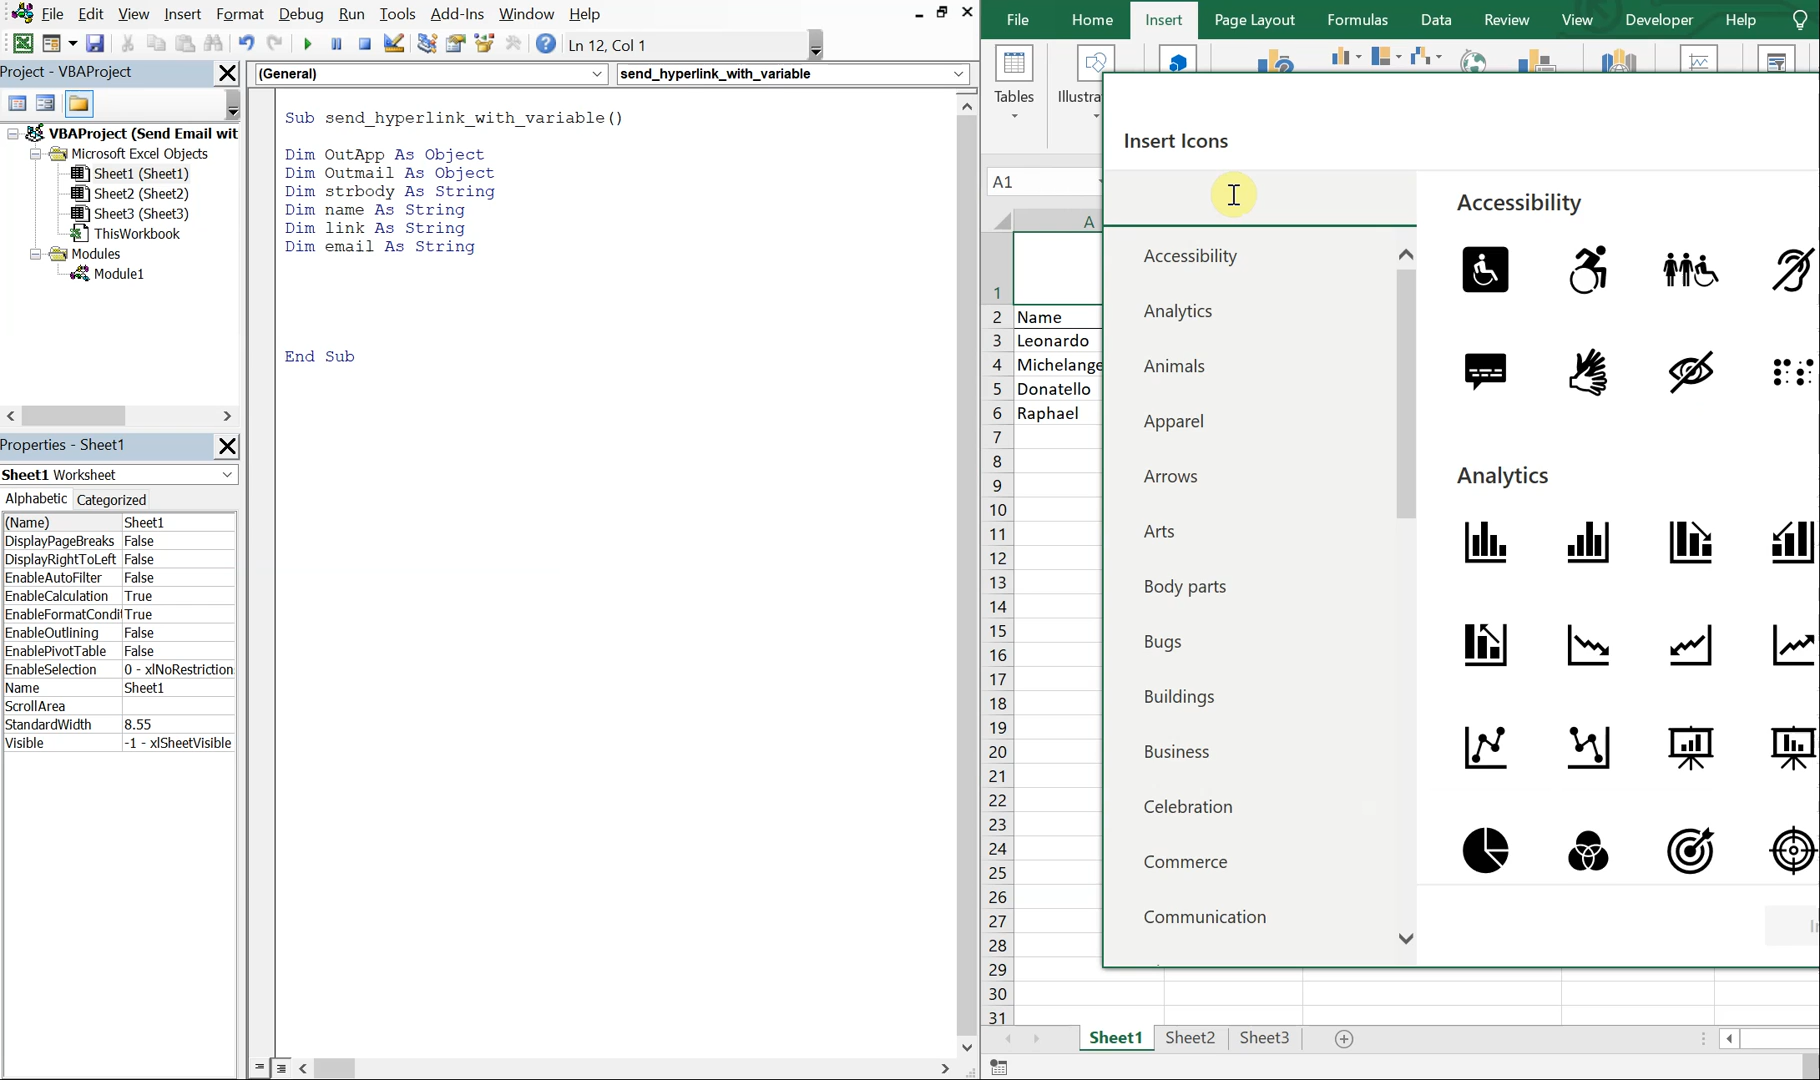 File Edit View Insert Format Debug Run Tools Add-Ins Window Help
Ln 12, Col 1
Project - VBAProject
VBAProject (Send Email wit
Microsoft Excel Objects
Sheet1 (Sheet1)
Sheet2 (Sheet2)
Sheet3 (Sheet3)
ThisWorkbook
Modules
Module1
Properties - Sheet1
Sheet1 Worksheet
Alphabetic Categorized
(Name) Sheet1
DisplayPageBreaks False
DisplayRightToLeft False
EnableAutoFilter False
EnableCalculation True
EnableFormatCondit True
EnableOutlining False
EnablePivotTable False
EnableSelection 0 - xlNoRestriction
Name Sheet1
ScrollArea
StandardWidth 8.55
Visible -1 - xlSheetVisible
(General) send_hyperlink_with_variable
Sub send_hyperlink_with_variable()
Dim OutApp As Object
Dim Outmail As Object
Dim strbody As String
Dim name As String
Dim link As String
Dim email As String
End Sub
File Home Insert Page Layout Formulas Data Review View Developer Help
Tables Illustra
A1
A
1
2 Name
3 Leonardo
4 Michelange
5 Donatello
6 Raphael
7
8
9
10
11
12
13
14
15
16
17
18
19
20
21
22
23
24
25
26
27
28
29
30
31
Insert Icons
Accessibility
Analytics
Animals
Apparel
Arrows
Arts
Body parts
Bugs
Buildings
Business
Celebration
Commerce
Communication
Accessibility
Analytics
In
Sheet1 Sheet2 Sheet3